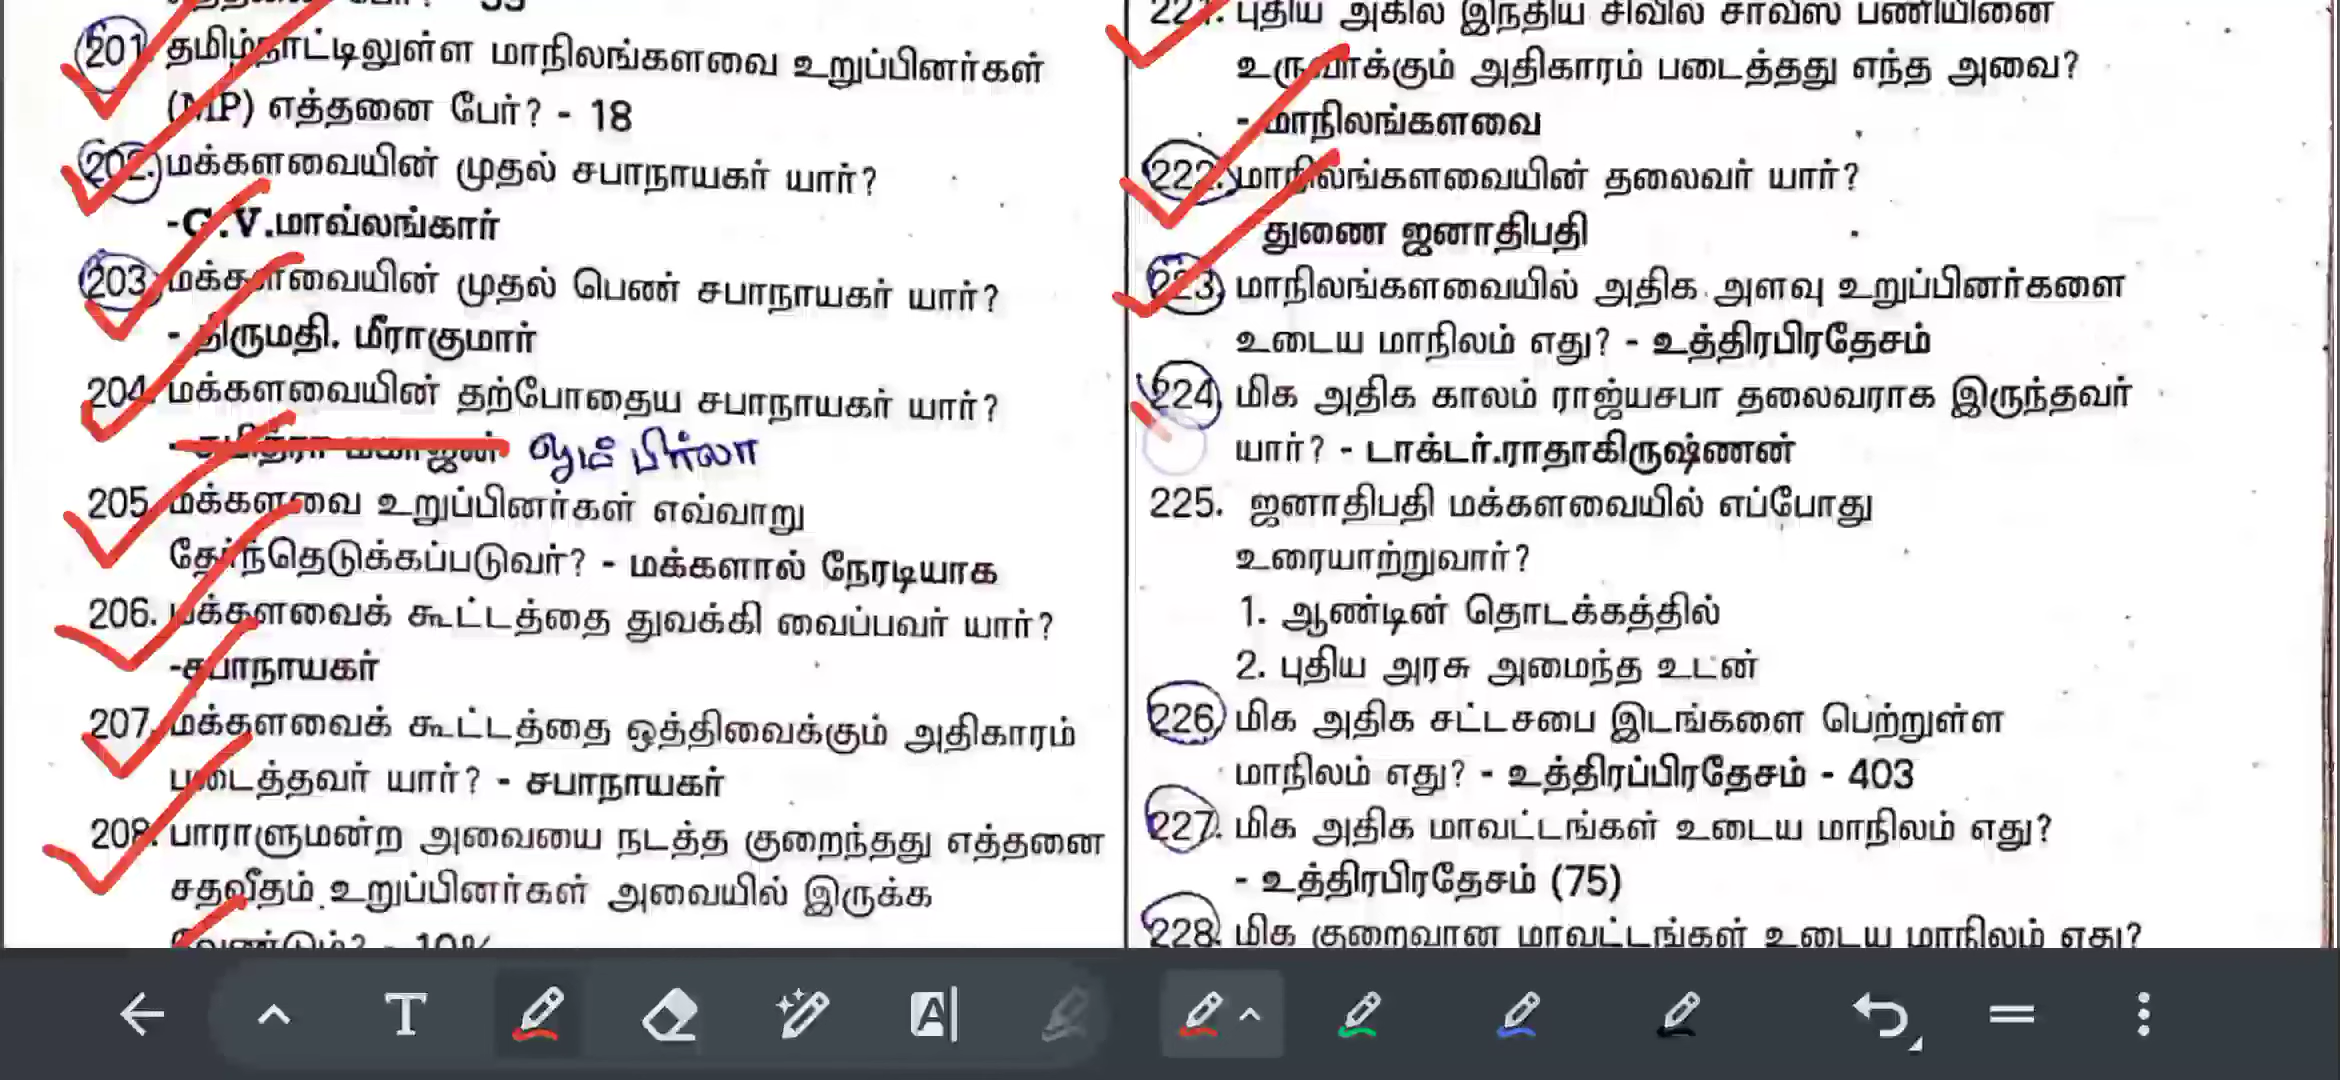 201. தமிழ்நாட்டிலுள்ள மாநிலங்களவை உறுப்பினர்கள்
(MP) எத்தனை பேர்? - 18
202. மக்களவையின் முதல் சபாநாயகர் யார்?
-G.V.மாவ்லங்கார்
203. மக்களவையின் முதல் பெண் சபாநாயகர் யார்?
- திருமதி. மீராகுமார்
204. மக்களவையின் தற்போதைய சபாநாயகர் யார்?
- சுமித்ரா மகாஜன் ஓம் பிர்லா
205. மக்களவை உறுப்பினர்கள் எவ்வாறு
தேர்ந்தெடுக்கப்படுவர்? - மக்களால் நேரடியாக
206. மக்களவைக் கூட்டத்தை துவக்கி வைப்பவர் யார்?
-சபாநாயகர்
207. மக்களவைக் கூட்டத்தை ஒத்திவைக்கும் அதிகாரம்
படைத்தவர் யார்? - சபாநாயகர்
208. பாராளுமன்ற அவையை நடத்த குறைந்தது எத்தனை
சதவீதம் உறுப்பினர்கள் அவையில் இருக்க
வேண்டும்? - 10%
221. புதிய அகில இந்திய சிவில் சர்வீஸ் பணியினை
உருவாக்கும் அதிகாரம் படைத்தது எந்த அவை?
- மாநிலங்களவை
222. மாநிலங்களவையின் தலைவர் யார்?
துணை ஜனாதிபதி
223. மாநிலங்களவையில் அதிக அளவு உறுப்பினர்களை
உடைய மாநிலம் எது? - உத்திரபிரதேசம்
224. மிக அதிக காலம் ராஜ்யசபா தலைவராக இருந்தவர்
யார்? - டாக்டர்.ராதாகிருஷ்ணன்
225. ஜனாதிபதி மக்களவையில் எப்போது
உரையாற்றுவார்?
1. ஆண்டின் தொடக்கத்தில்
2. புதிய அரசு அமைந்த உடன்
226. மிக அதிக சட்டசபை இடங்களை பெற்றுள்ள
மாநிலம் எது? - உத்திரப்பிரதேசம் - 403
227. மிக அதிக மாவட்டங்கள் உடைய மாநிலம் எது?
- உத்திரபிரதேசம் (75)
228. மிக குறைவான மாவட்டங்கள் உடைய மாநிலம் எது?
T
A